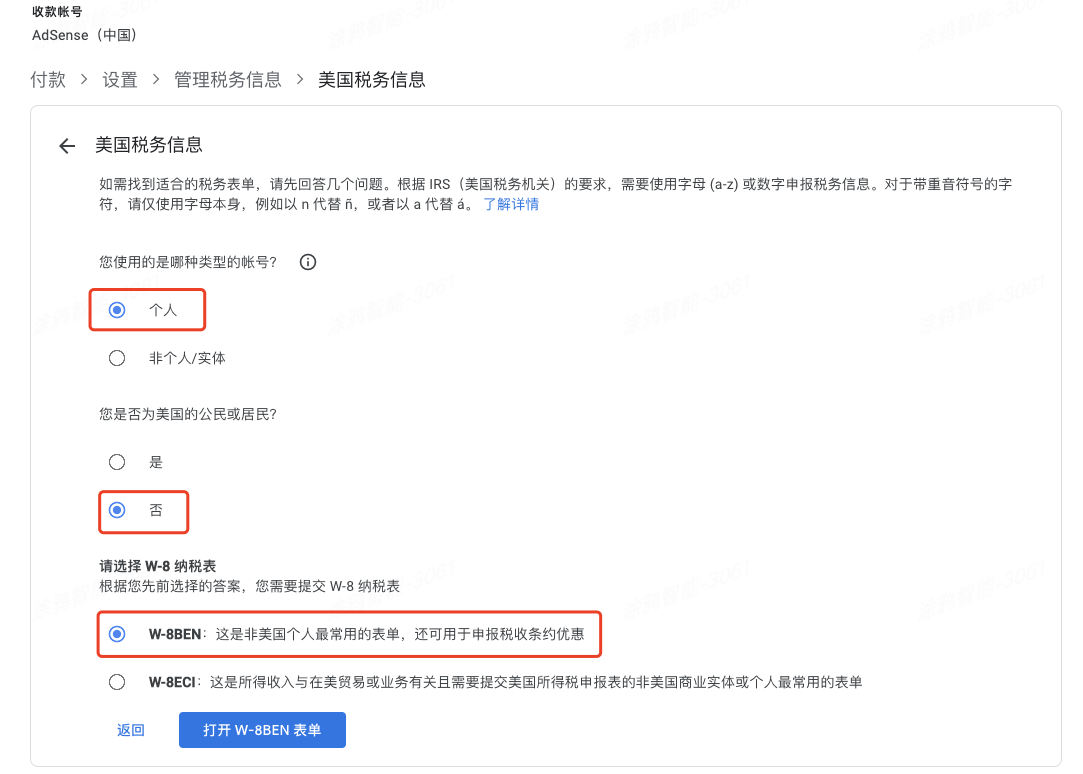 收款帐号
AdSense（中国）
付款 > 设置 > 管理税务信息 > 美国税务信息
美国税务信息
如需找到适合的税务表单，请先回答几个问题。根据 IRS（美国税务机关）的要求，需要使用字母 (a-z) 或数字申报税务信息。对于带重音符号的字
符，请仅使用字母本身，例如以 n 代替 ñ，或者以 a 代替 á。 了解详情
您使用的是哪种类型的帐号？
个人
非个人/实体
您是否为美国的公民或居民？
是
否
请选择 W-8 纳税表
根据您先前选择的答案，您需要提交 W-8 纳税表
W-8BEN：这是非美国个人最常用的表单，还可用于申报税收条约优惠
W-8ECI：这是所得收入与在美贸易或业务有关且需要提交美国所得税申报表的非美国商业实体或个人最常用的表单
返回
打开 W-8BEN 表单
涂鸦智能-3061